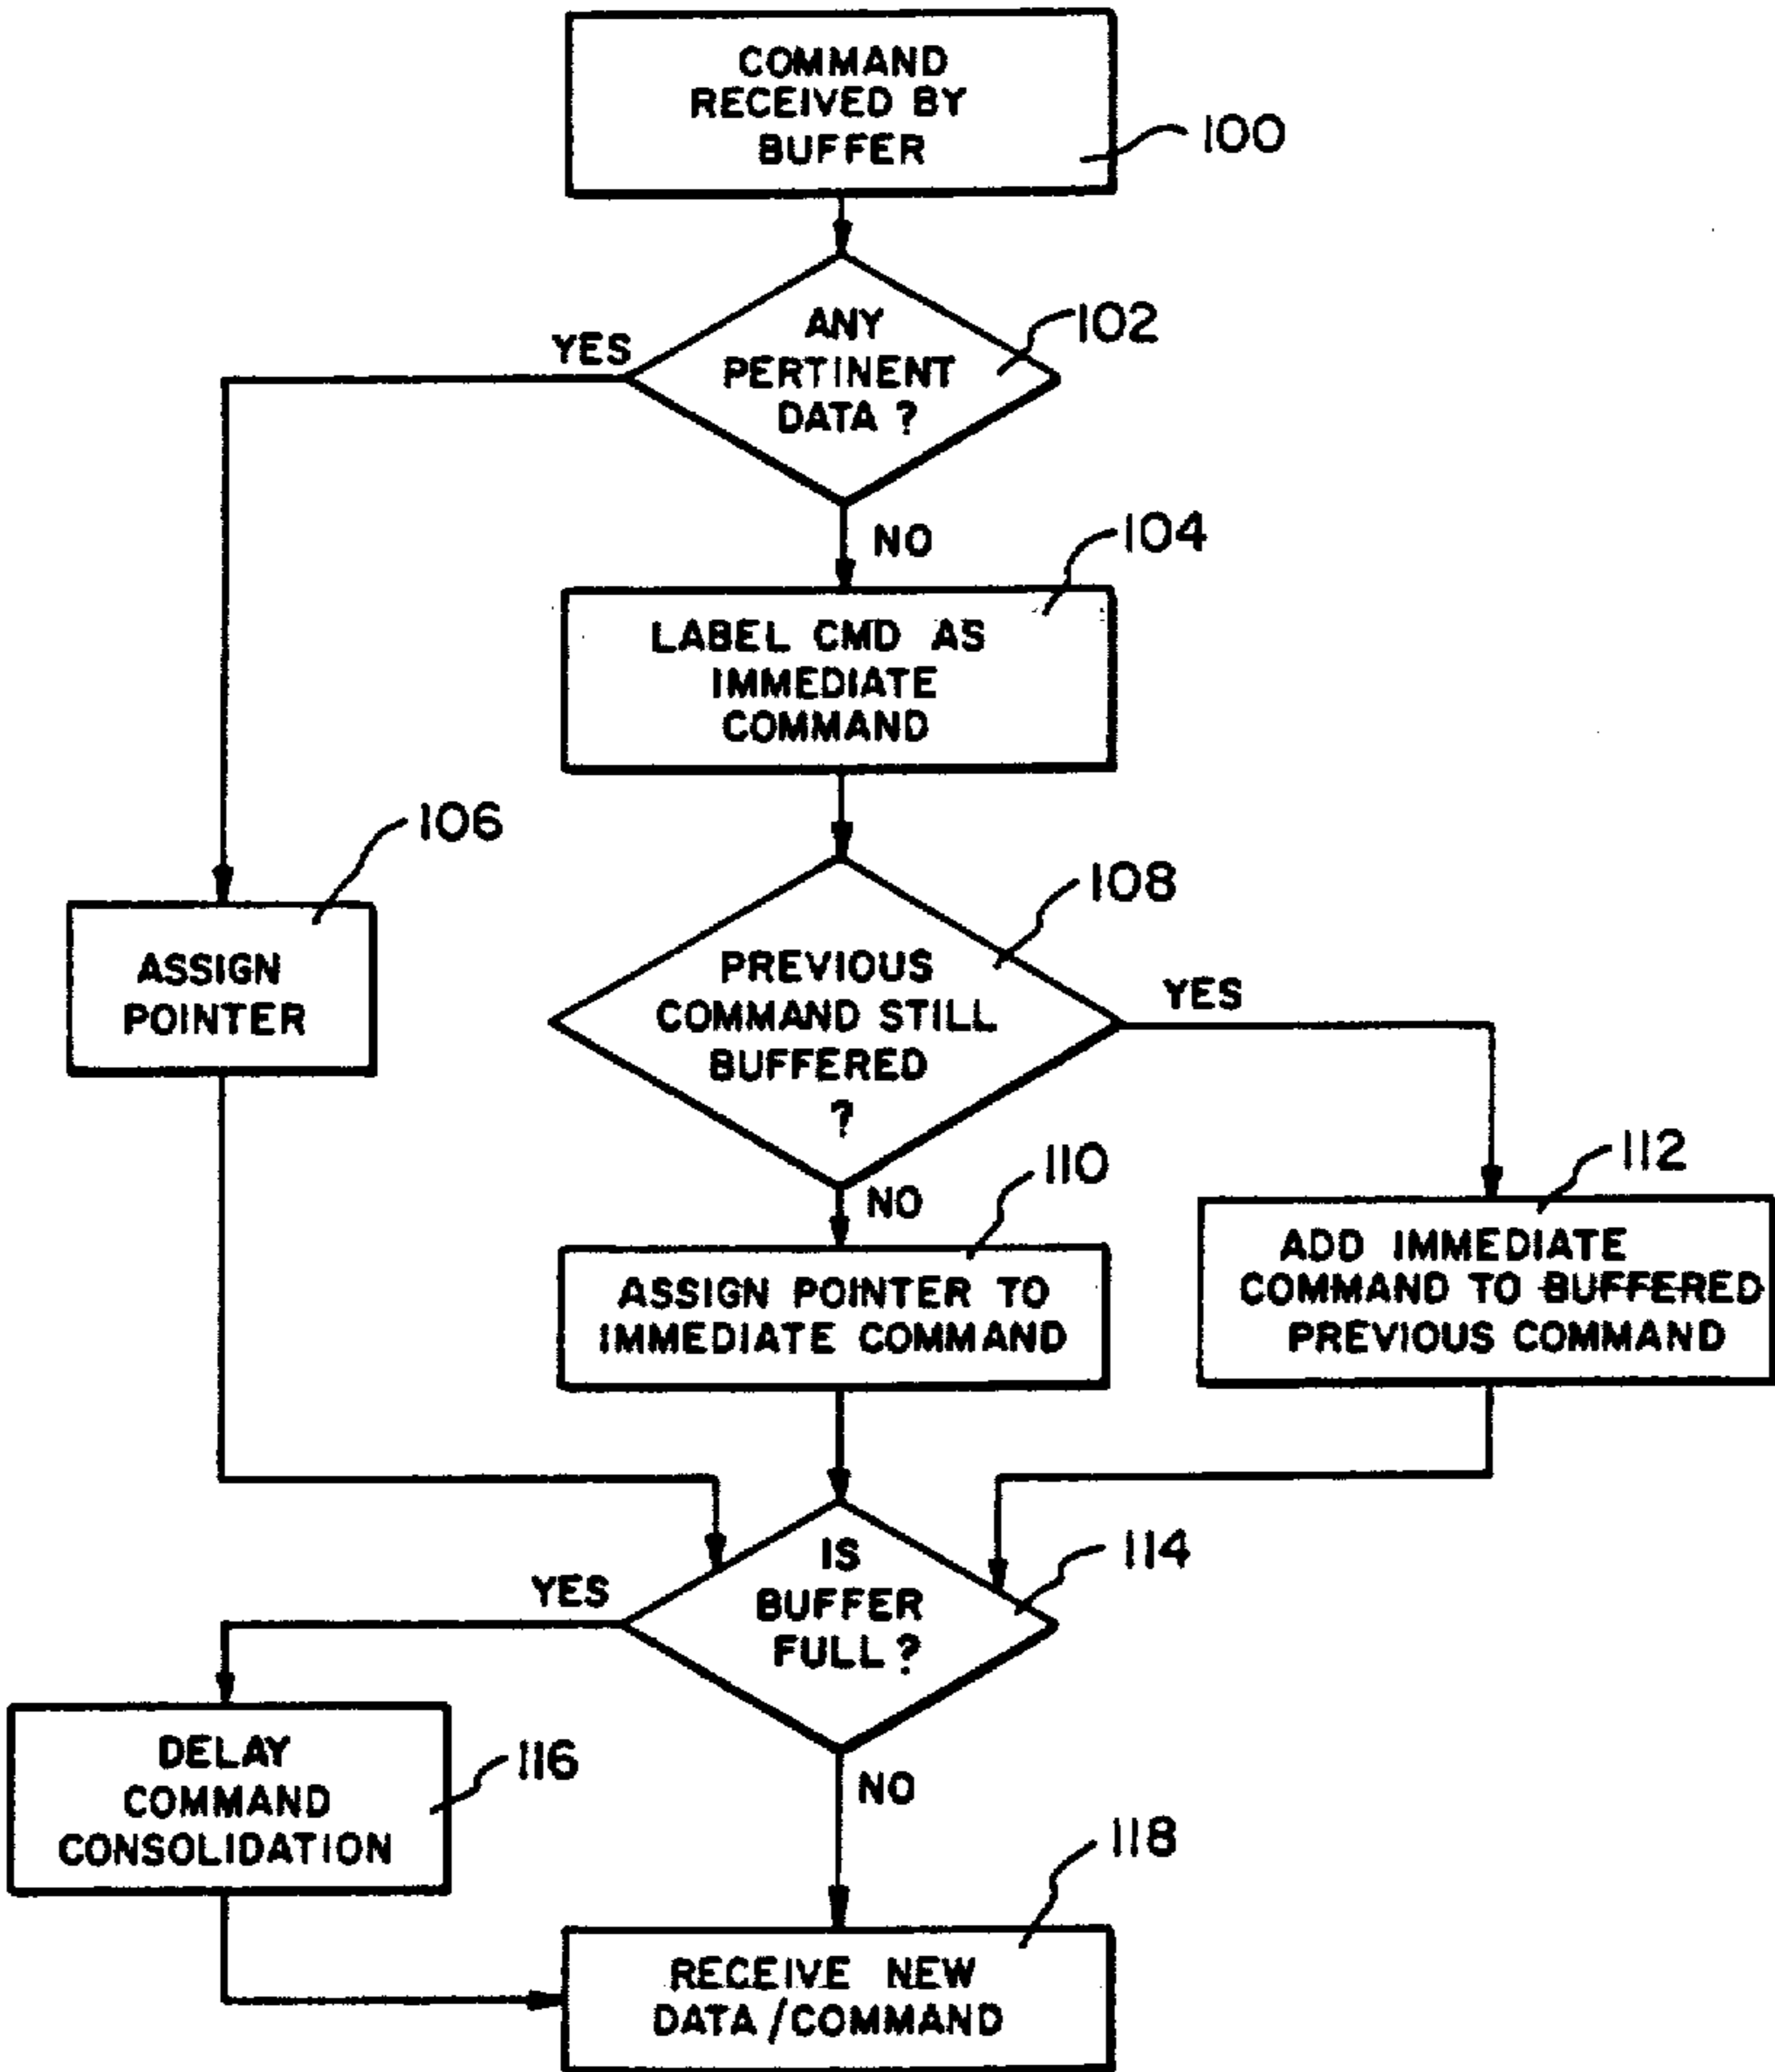 COMMAND
RECEIVED BY
BUFFER
100
ANY
PERTINENT
DATA ?
102
YES
NO
104
LABEL CMD AS
IMMEDIATE
COMMAND
106
ASSIGN
POINTER
108
PREVIOUS
COMMAND STILL
BUFFERED
?
YES
NO
110
ASSIGN POINTER TO
IMMEDIATE COMMAND
112
ADD IMMEDIATE
COMMAND TO BUFFERED
PREVIOUS COMMAND
IS
BUFFER
FULL ?
114
YES
NO
DELAY
COMMAND
CONSOLIDATION
116
118
RECEIVE NEW
DATA/COMMAND